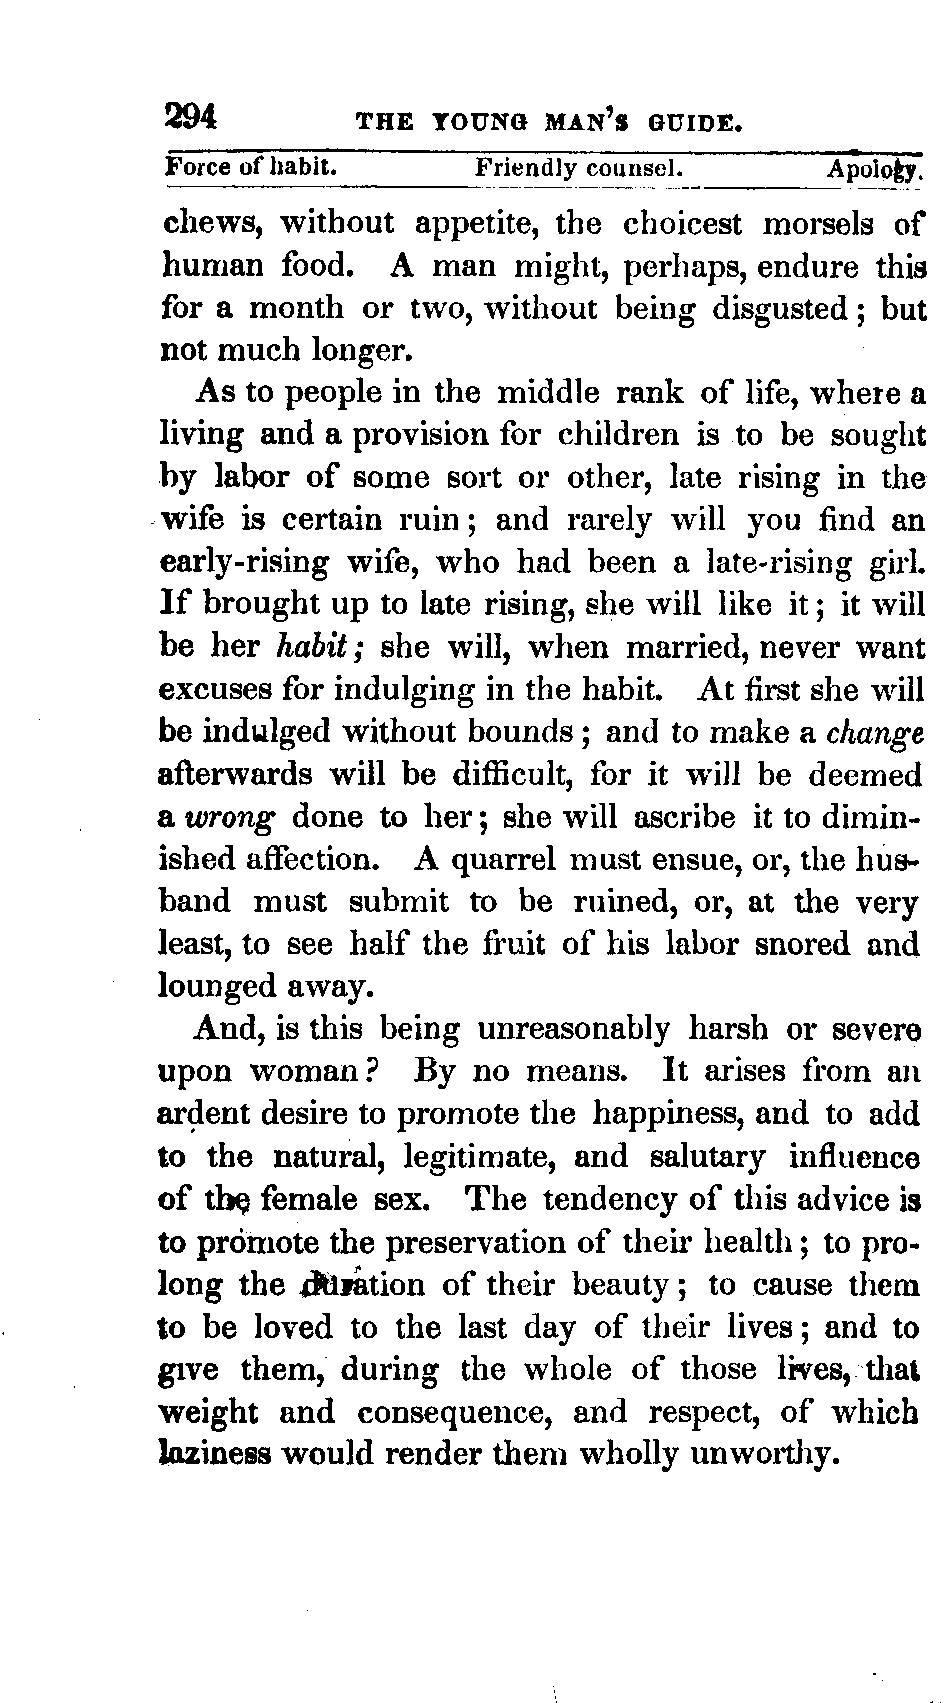 294 THE YOUNG MAN'S GUIDE.
Force of habit. Friendly counsel. Apology.
chews, without appetite, the choicest morsels of
human food. A man might, perhaps, endure this
for a month or two, without being disgusted; but
not much longer.
As to people in the middle rank of life, where a
living and a provision for children is to be sought
by labor of some sort or other, late rising in the
wife is certain ruin; and rarely will you find an
early-rising wife, who had been a late-rising girl.
If brought up to late rising, she will like it; it will
be her habit; she will, when married, never want
excuses for indulging in the habit. At first she will
be indulged without bounds; and to make a change
afterwards will be difficult, for it will be deemed
a wrong done to her; she will ascribe it to dimin-
ished affection. A quarrel must ensue, or, the hus-
band must submit to be ruined, or, at the very
least, to see half the fruit of his labor snored and
lounged away.
And, is this being unreasonably harsh or severe
upon woman? By no means. It arises from an
ardent desire to promote the happiness, and to add
to the natural, legitimate, and salutary influence
of the female sex. The tendency of this advice is
to promote the preservation of their health; to pro-
long the duration of their beauty; to cause them
to be loved to the last day of their lives; and to
give them, during the whole of those lives, that
weight and consequence, and respect, of which
laziness would render them wholly unworthy.